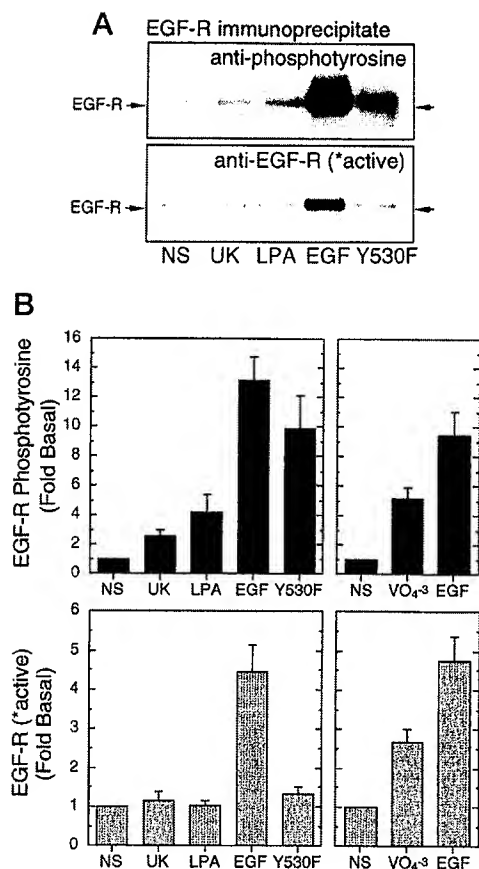 A
EGF-R immunoprecipitate
anti-phosphotyrosine
EGF-R
anti-EGF-R (*active)
EGF-R
NS UK LPA EGF Y530F
B
EGF-R Phosphotyrosine
(Fold Basal)
16
14
12
10
8
6
4
2
0
NS UK LPA EGF Y530F
NS VO₄⁻³ EGF
EGF-R (*active)
(Fold Basal)
6
5
4
3
2
1
0
NS UK LPA EGF Y530F
NS VO₄⁻³ EGF